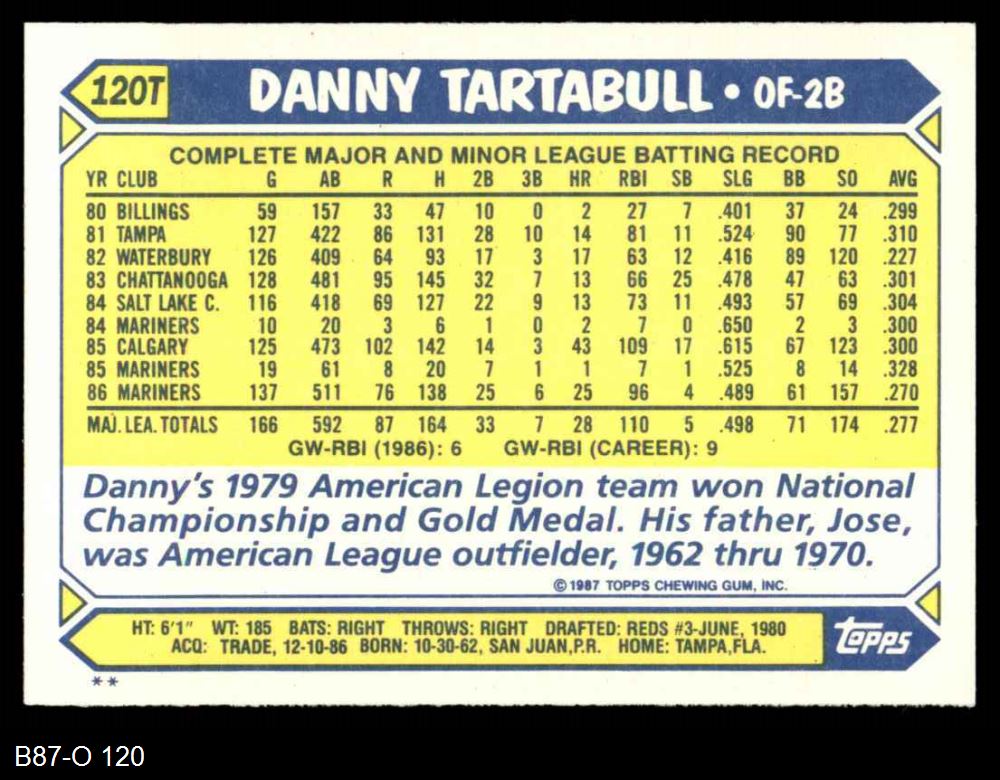 120T DANNY TARTABULL • OF-2B
COMPLETE MAJOR AND MINOR LEAGUE BATTING RECORD
YR CLUB G AB R H 2B 3B HR RBI SB SLG BB SO AVG
80 BILLINGS 59 157 33 47 10 0 2 27 7 .401 37 24 .299
81 TAMPA 127 422 86 131 28 10 14 81 11 .524 90 77 .310
82 WATERBURY 126 409 64 93 17 3 17 63 12 .416 89 120 .227
83 CHATTANOOGA 128 481 95 145 32 7 13 66 25 .478 47 63 .301
84 SALT LAKE C. 116 418 69 127 22 9 13 73 11 .493 57 69 .304
84 MARINERS 10 20 3 6 1 0 2 7 0 .650 2 3 .300
85 CALGARY 125 473 102 142 14 3 43 109 17 .615 67 123 .300
85 MARINERS 19 61 8 20 7 1 1 7 1 .525 8 14 .328
86 MARINERS 137 511 76 138 25 6 25 96 4 .489 61 157 .270
MAJ. LEA. TOTALS 166 592 87 164 33 7 28 110 5 .498 71 174 .277
GW-RBI (1986): 6 GW-RBI (CAREER): 9
Danny's 1979 American Legion team won National
Championship and Gold Medal. His father, Jose,
was American League outfielder, 1962 thru 1970.
© 1987 TOPPS CHEWING GUM, INC.
HT: 6'1" WT: 185 BATS: RIGHT THROWS: RIGHT DRAFTED: REDS #3-JUNE, 1980
ACQ: TRADE, 12-10-86 BORN: 10-30-62, SAN JUAN,P.R. HOME: TAMPA,FLA.
topps
**
B87-O 120